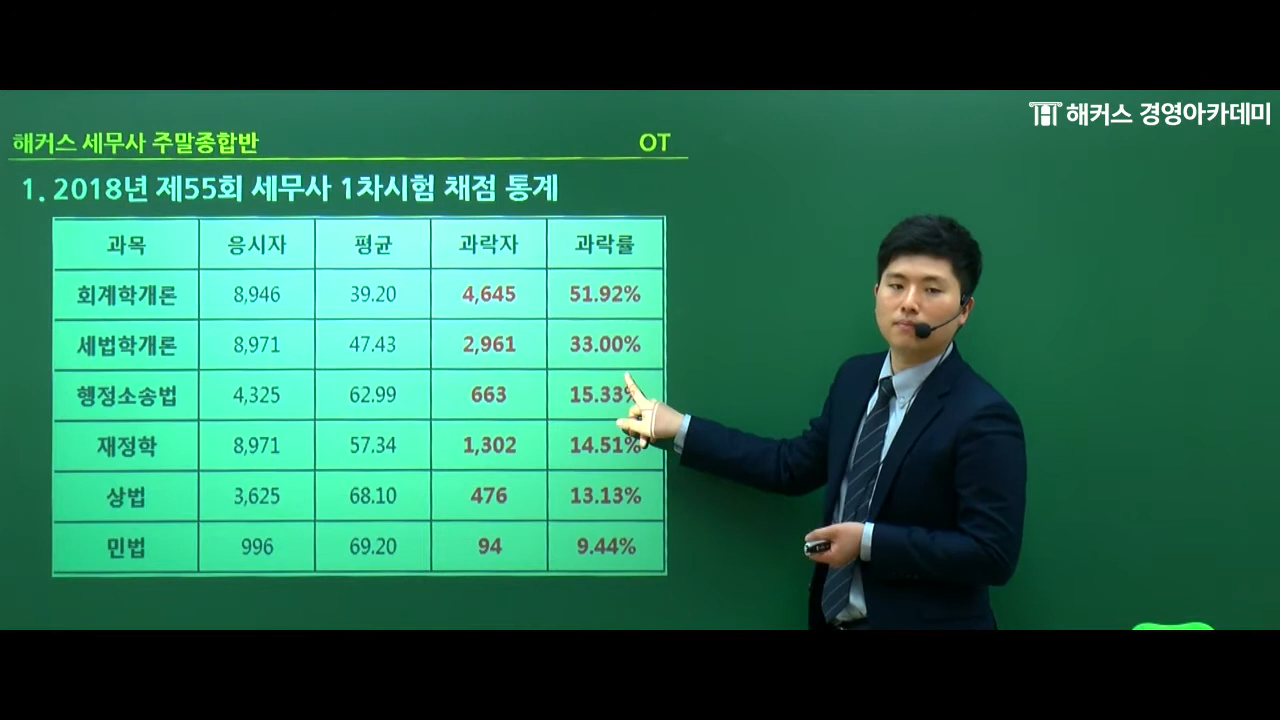 해커스 경영아카데미
해커스 세무사 주말종합반 OT
1. 2018년 제55회 세무사 1차시험 채점 통계
과목 응시자 평균 과락자 과락률
회계학개론 8,946 39.20 4,645 51.92%
세법학개론 8,971 47.43 2,961 33.00%
행정소송법 4,325 62.99 663 15.33%
재정학 8,971 57.34 1,302 14.51%
상법 3,625 68.10 476 13.13%
민법 996 69.20 94 9.44%